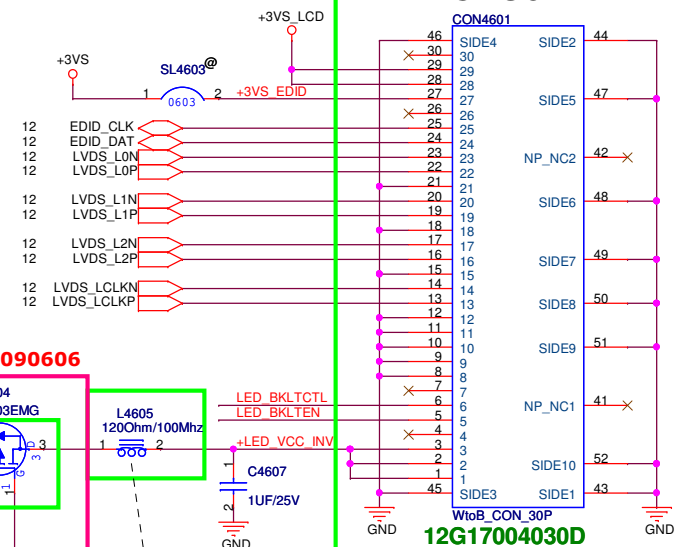 CON4601
+3VS_LCD
+3VS
SL4603
@
1
0603
2
+3VS_EDID
12 EDID_CLK
12 EDID_DAT
12 LVDS_L0N
12 LVDS_L0P
12 LVDS_L1N
12 LVDS_L1P
12 LVDS_L2N
12 LVDS_L2P
12 LVDS_LCLKN
12 LVDS_LCLKP
46 SIDE4 SIDE2 44
30 30
29 29
28 28
27 27 SIDE5 47
26 26
25 25
24 24
23 23 NP_NC2 42
22 22
21 21
20 20 SIDE6 48
19 19
18 18
17 17
16 16 SIDE7 49
15 15
14 14
13 13 SIDE8 50
12 12
11 11
10 10 SIDE9 51
9 9
8 8
7 7
6 6 NP_NC1 41
5 5
4 4
3 3
2 2 SIDE10 52
1 1
45 SIDE3 SIDE1 43
WtoB_CON_30P
12G17004030D
GND
GND
090606
04
03EMG
D
3
3
G
1
1
L4605
120Ohm/100Mhz
1 2
LED_BKLTCTL
LED_BKLTEN
+LED_VCC_INV
1
C4607
1UF/25V
2
GND